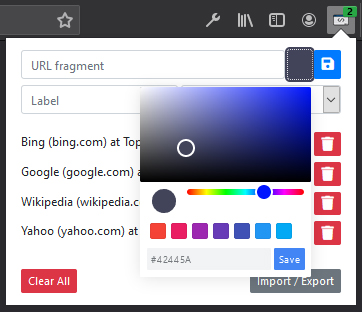 2
URL fragment
Label
Bing (bing.com) at Top
Google (google.com) a
Wikipedia (wikipedia.c
Yahoo (yahoo.com) at
#42445A
Save
Clear All
Import / Export